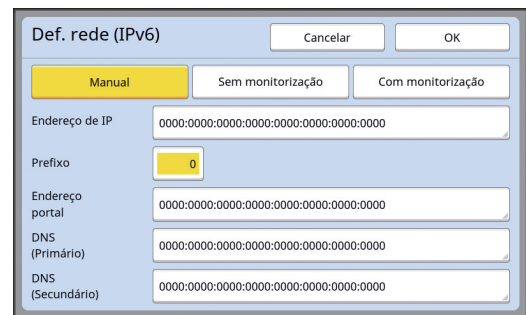 Def. rede (IPv6)
Cancelar
OK
Manual
Sem monitorização
Com monitorização
Endereço de IP
0000:0000:0000:0000:0000:0000:0000:0000
Prefixo
0
Endereço
portal
0000:0000:0000:0000:0000:0000:0000:0000
DNS
(Primário)
0000:0000:0000:0000:0000:0000:0000:0000
DNS
(Secundário)
0000:0000:0000:0000:0000:0000:0000:0000